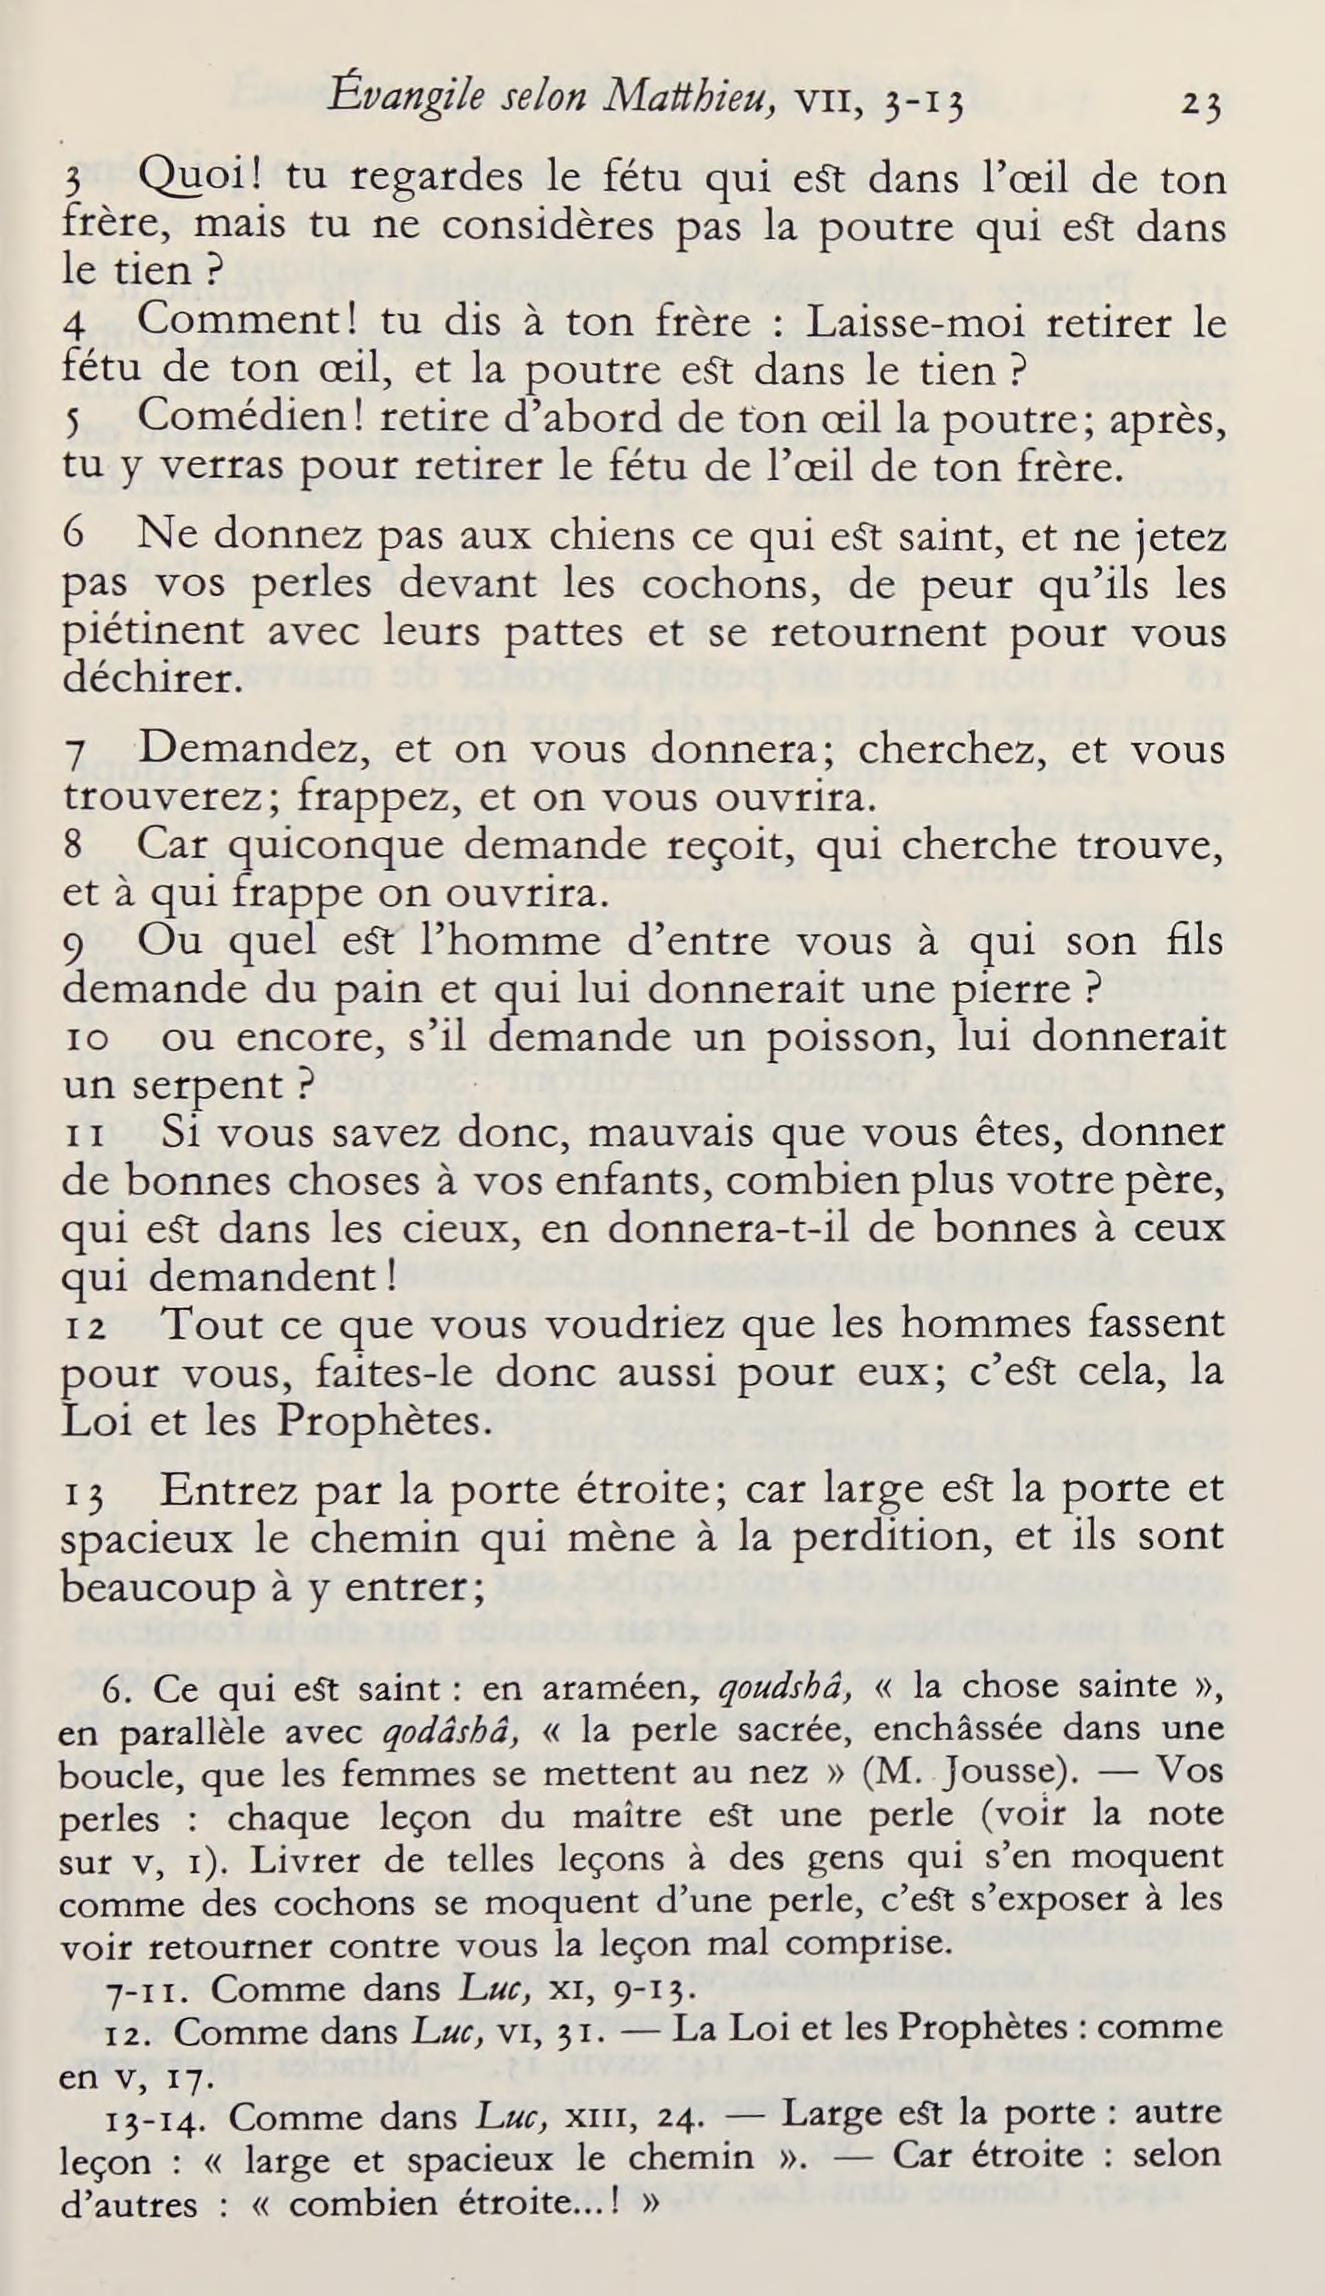 Évangile selon Matthieu, VII, 3-13 23
3 Quoi! tu regardes le fétu qui est dans l’œil de ton
frère, mais tu ne considères pas la poutre qui est dans
le tien ?
4 Comment! tu dis à ton frère : Laisse-moi retirer le
fétu de ton œil, et la poutre est dans le tien ?
5 Comédien! retire d’abord de ton œil la poutre; après,
tu y verras pour retirer le fétu de l’œil de ton frère.
6 Ne donnez pas aux chiens ce qui est saint, et ne jetez
pas vos perles devant les cochons, de peur qu’ils les
piétinent avec leurs pattes et se retournent pour vous
déchirer.
7 Demandez, et on vous donnera; cherchez, et vous
trouverez; frappez, et on vous ouvrira.
8 Car quiconque demande reçoit, qui cherche trouve,
et à qui frappe on ouvrira.
9 Ou quel est l’homme d’entre vous à qui son fils
demande du pain et qui lui donnerait une pierre ?
10 ou encore, s’il demande un poisson, lui donnerait
un serpent ?
11 Si vous savez donc, mauvais que vous êtes, donner
de bonnes choses à vos enfants, combien plus votre père,
qui est dans les cieux, en donnera-t-il de bonnes à ceux
qui demandent !
12 Tout ce que vous voudriez que les hommes fassent
pour vous, faites-le donc aussi pour eux; c’est cela, la
Loi et les Prophètes.
13 Entrez par la porte étroite; car large est la porte et
spacieux le chemin qui mène à la perdition, et ils sont
beaucoup à y entrer;
6. Ce qui est saint : en araméen, qoudshâ, « la chose sainte »,
en parallèle avec qodâshâ, « la perle sacrée, enchâssée dans une
boucle, que les femmes se mettent au nez » (M. Jousse). — Vos
perles : chaque leçon du maître est une perle (voir la note
sur V, 1). Livrer de telles leçons à des gens qui s’en moquent
comme des cochons se moquent d’une perle, c’est s’exposer à les
voir retourner contre vous la leçon mal comprise.
7-11. Comme dans Luc, XI, 9-13.
12. Comme dans Luc, VI, 31. — La Loi et les Prophètes : comme
en V, 17.
13-14. Comme dans Luc, XIII, 24. — Large est la porte : autre
leçon : « large et spacieux le chemin ». — Car étroite : selon
d’autres : « combien étroite...! »